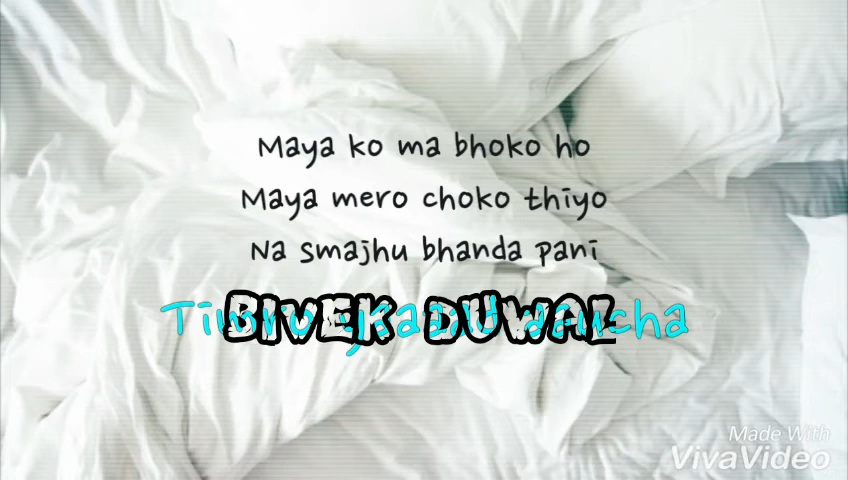 Maya ko ma bhoko ho
Maya mero choko thiyo
Na smajhu bhanda pani
BIVEK DUWAL
Made With
VivaVideo